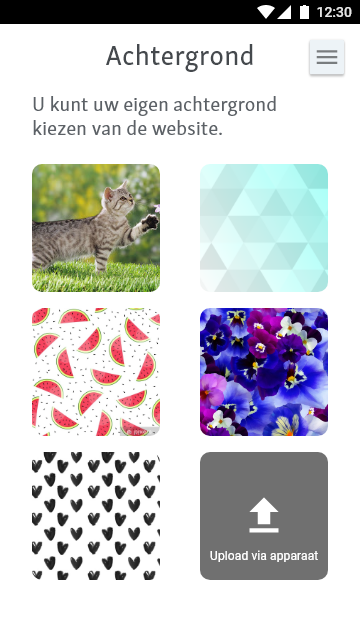 12:30
Achtergrond
U kunt uw eigen achtergrond
kiezen van de website.
Upload via apparaat